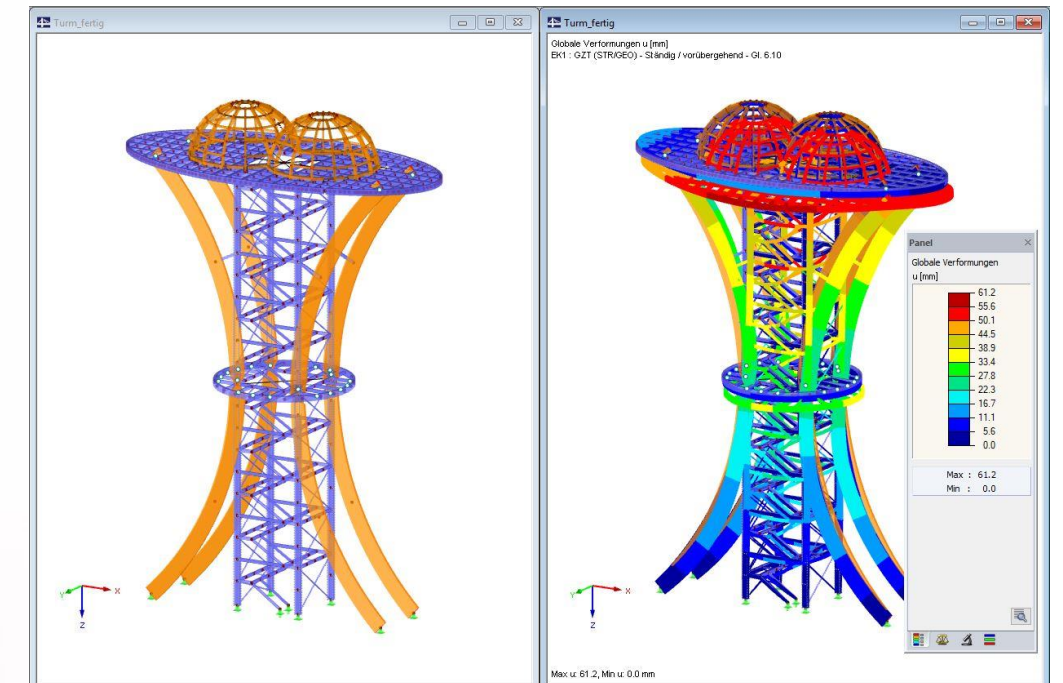 Turm_fertig
Y
X
Z
Turm_fertig
Globale Verformungen u [mm]
EK1 : GZT (STR/GEO) - Ständig / vorübergehend - Gl. 6.10
Panel
Globale Verformungen
u [mm]
61.2
55.6
50.1
44.5
38.9
33.4
27.8
22.3
16.7
11.1
5.6
0.0
Max : 61.2
Min : 0.0
Y
X
Z
Max u: 61.2, Min u: 0.0 mm